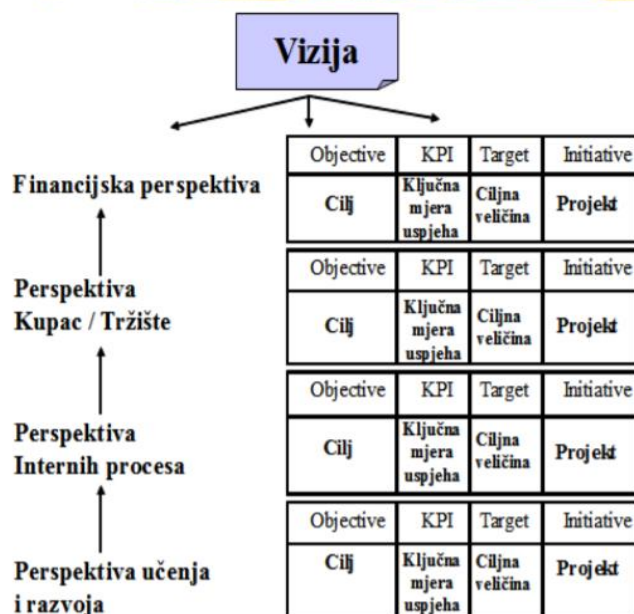 Vizija
Financijska perspektiva
Objective KPI Target Initiative
Cilj Ključna mjera uspjeha Ciljna veličina Projekt
Perspektiva
Kupac / Tržište
Objective KPI Target Initiative
Cilj Ključna mjera uspjeha Ciljna veličina Projekt
Perspektiva
Internih procesa
Objective KPI Target Initiative
Cilj Ključna mjera uspjeha Ciljna veličina Projekt
Perspektiva učenja
i razvoja
Objective KPI Target Initiative
Cilj Ključna mjera uspjeha Ciljna veličina Projekt